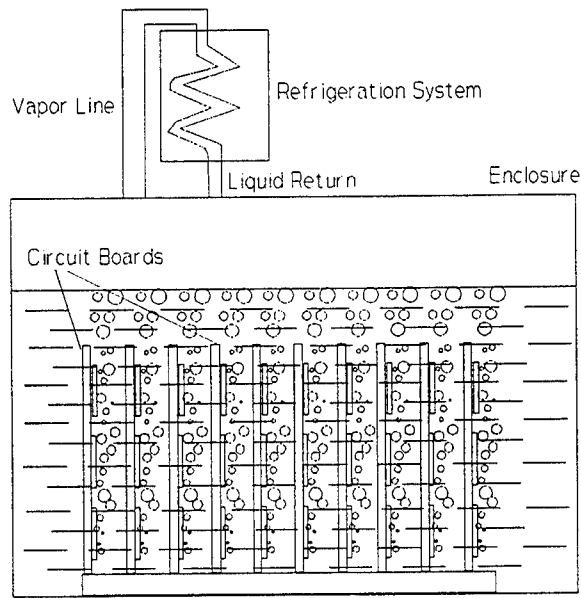 Vapor Line
Refrigeration System
Liquid Return
Enclosure
Circuit Boards